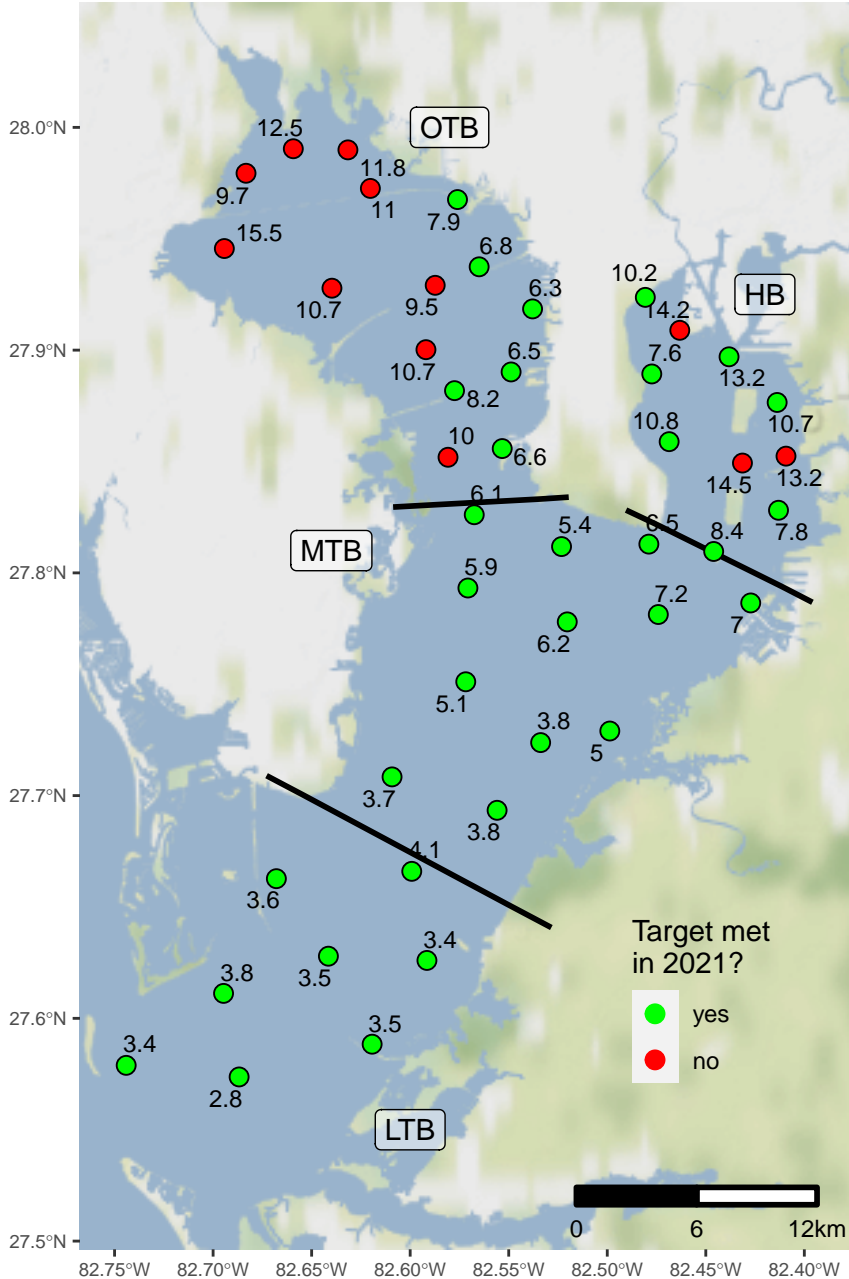 28.0°N
27.9°N
27.8°N
27.7°N
27.6°N
27.5°N
OTB
12.5
11.8
9.7
11
7.9
15.5
6.8
10.7
9.5
6.3
10.7
6.5
8.2
10
6.6
HB
10.2
14.2
7.6
13.2
10.7
10.8
14.5
13.2
7.8
8.4
MTB
6.1
5.4
6.5
5.9
7.2
7
6.2
5.1
3.8
5
3.7
3.8
4.1
3.6
3.4
3.5
3.8
3.5
3.4
2.8
LTB
Target met
in 2021?
yes
no
0 6 12km
82.75°W 82.70°W 82.65°W 82.60°W 82.55°W 82.50°W 82.45°W 82.40°W